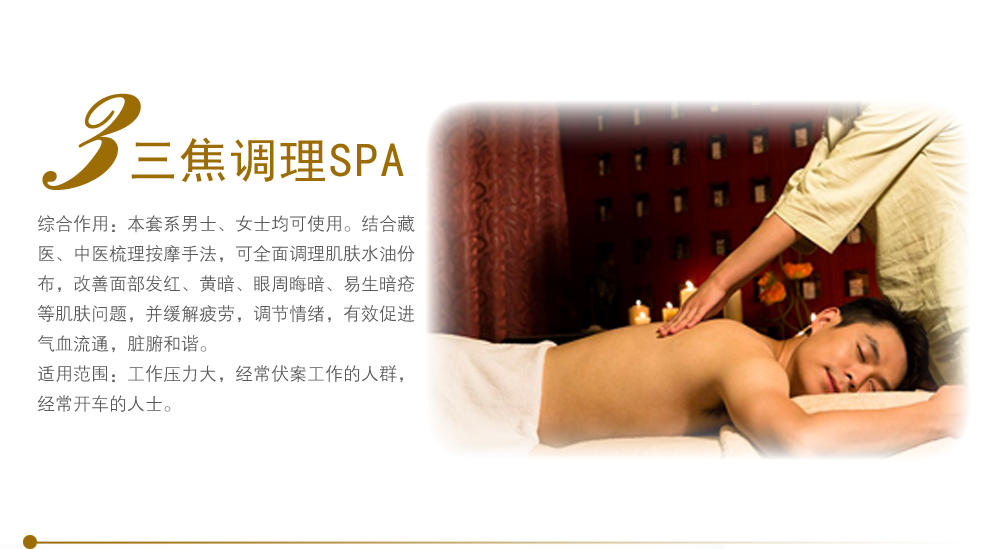 3 三焦调理SPA
综合作用：本套系男士、女士均可使用。结合藏
医、中医梳理按摩手法，可全面调理肌肤水油份
布，改善面部发红、黄暗、眼周晦暗、易生暗疮
等肌肤问题，并缓解疲劳，调节情绪，有效促进
气血流通，脏腑和谐。
适用范围：工作压力大，经常伏案工作的人群，
经常开车的人士。